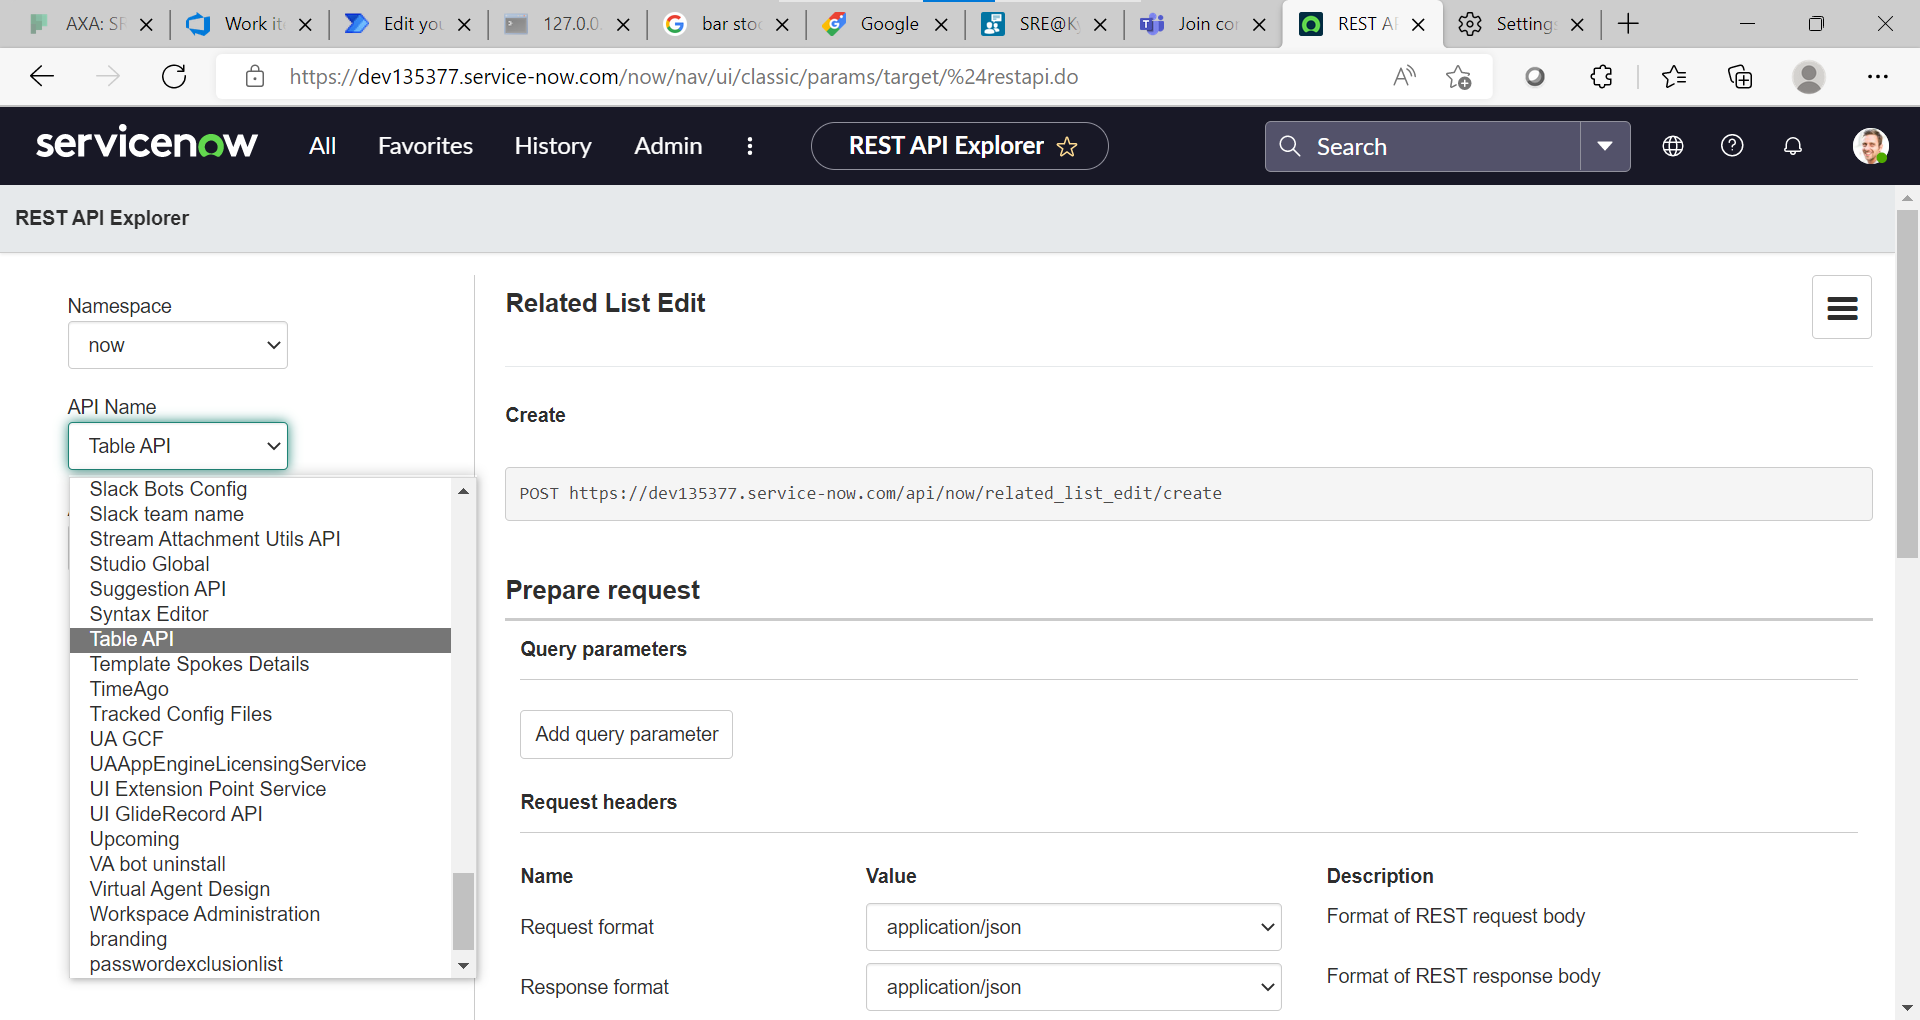 AXA: SR
Work it
Edit you
127.0.0
bar stoc
Google
SRE@Ky
Join cor
REST AP
Settings
https://dev135377.service-now.com/now/nav/ui/classic/params/target/%24restapi.do
servicenow
All
Favorites
History
Admin
REST API Explorer
Search
REST API Explorer
Namespace
now
API Name
Table API
Slack Bots Config
Slack team name
Stream Attachment Utils API
Studio Global
Suggestion API
Syntax Editor
Table API
Template Spokes Details
TimeAgo
Tracked Config Files
UA GCF
UAAppEngineLicensingService
UI Extension Point Service
UI GlideRecord API
Upcoming
VA bot uninstall
Virtual Agent Design
Workspace Administration
branding
passwordexclusionlist
Related List Edit
Create
POST https://dev135377.service-now.com/api/now/related_list_edit/create
Prepare request
Query parameters
Add query parameter
Request headers
Name Value Description
Request format application/json Format of REST request body
Response format application/json Format of REST response body